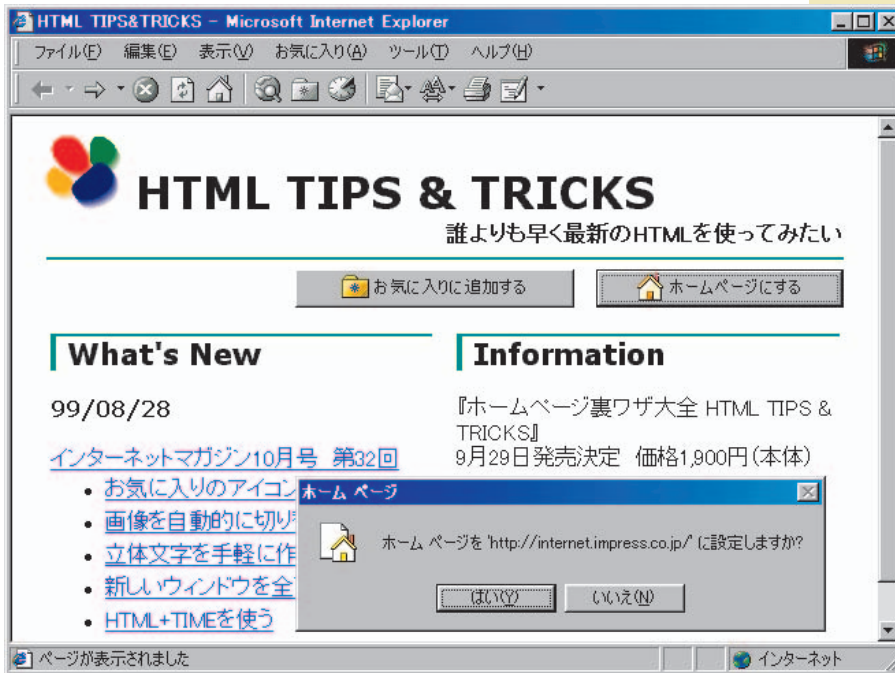 HTML TIPS&TRICKS - Microsoft Internet Explorer
ファイル(F) 編集(E) 表示(V) お気に入り(A) ツール(T) ヘルプ(H)
HTML TIPS & TRICKS
誰よりも早く最新のHTMLを使ってみたい
お気に入りに追加する ホームページにする
What's New
99/08/28
インターネットマガジン10月号 第32回
お気に入りのアイコン
画像を自動的に切り
立体文字を手軽に作
新しいウィンドウを全
HTML+TIMEを使う
Information
『ホームページ裏ワザ大全 HTML TIPS &
TRICKS』
9月29日発売決定 価格1,900円(本体)
ホーム ページ
ホーム ページを 'http://internet.impress.co.jp/' に設定しますか?
はい(Y) いいえ(N)
ページが表示されました
インターネット